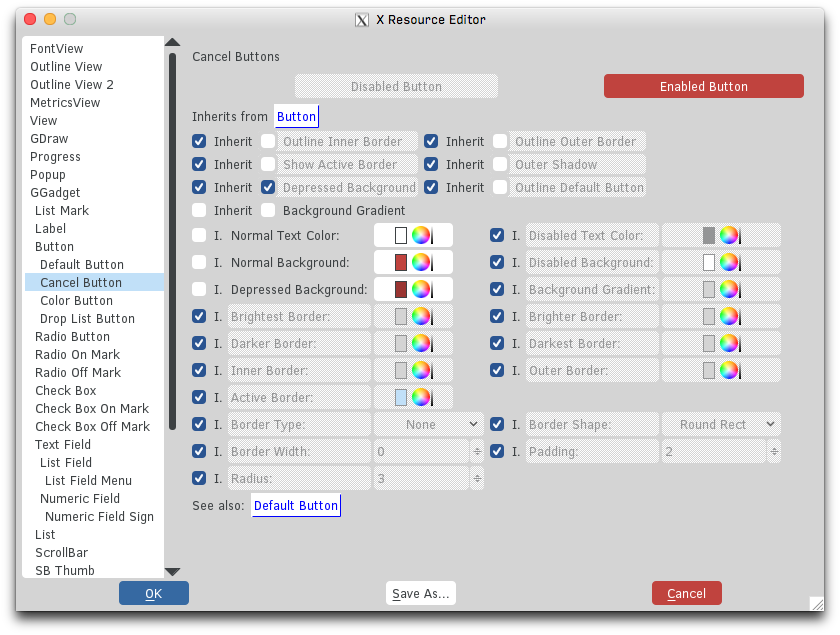 X Resource Editor
FontView
Outline View
Outline View 2
MetricsView
View
GDraw
Progress
Popup
GGadget
List Mark
Label
Button
Default Button
Cancel Button
Color Button
Drop List Button
Radio Button
Radio On Mark
Radio Off Mark
Check Box
Check Box On Mark
Check Box Off Mark
Text Field
List Field
List Field Menu
Numeric Field
Numeric Field Sign
List
ScrollBar
SB Thumb
Cancel Buttons
Disabled Button Enabled Button
Inherits from Button
Inherit Outline Inner Border Inherit Outline Outer Border
Inherit Show Active Border Inherit Outer Shadow
Inherit Depressed Background Inherit Outline Default Button
Inherit Background Gradient
I. Normal Text Color: I. Disabled Text Color:
I. Normal Background: I. Disabled Background:
I. Depressed Background: I. Background Gradient:
I. Brightest Border: I. Brighter Border:
I. Darker Border: I. Darkest Border:
I. Inner Border: I. Outer Border:
I. Active Border:
I. Border Type: None I. Border Shape: Round Rect
I. Border Width: 0 I. Padding: 2
I. Radius: 3
See also: Default Button
OK Save As... Cancel